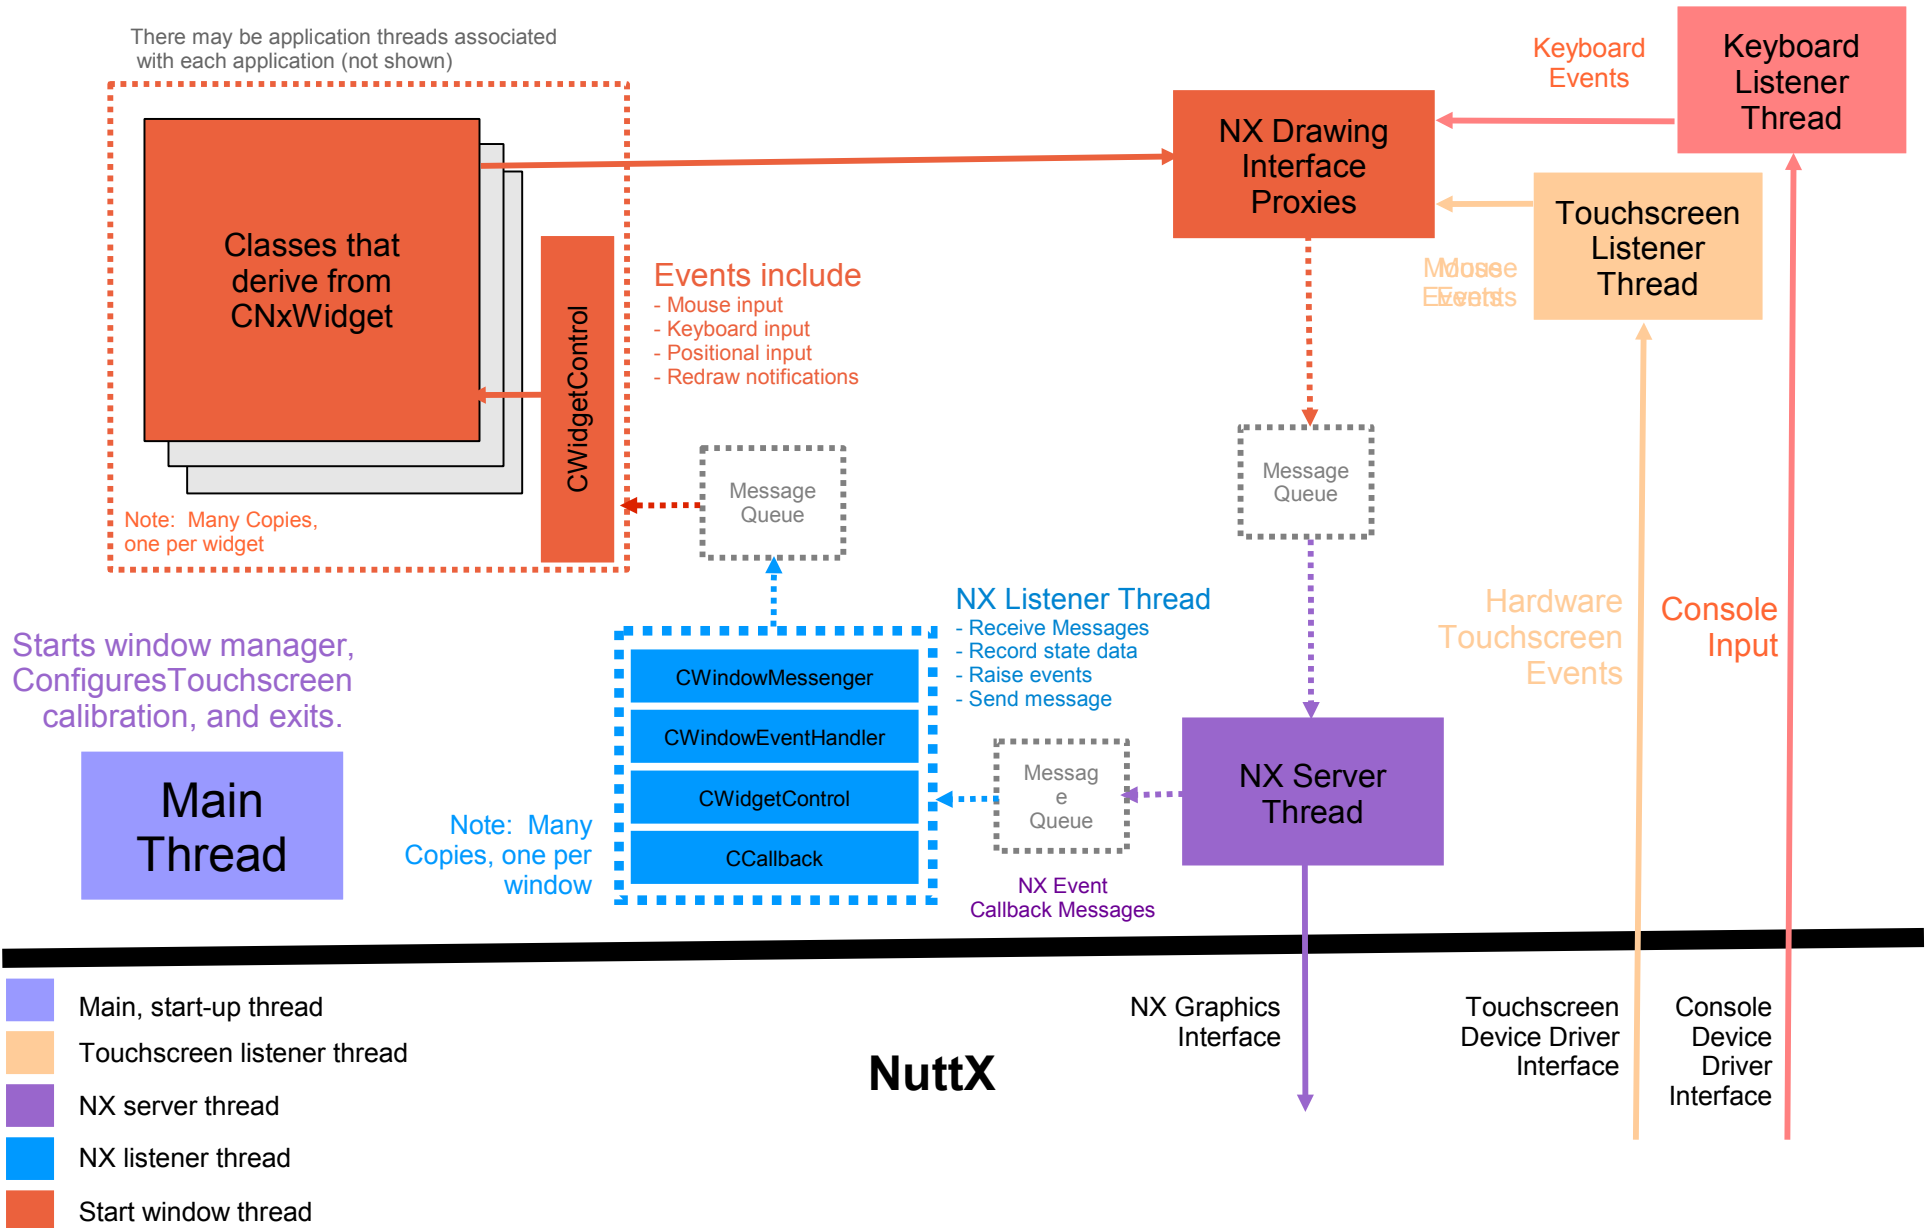 There may be application threads associated
with each application (not shown)
Classes that
derive from
CNxWidget
CWidgetControl
Note:  Many Copies,
one per widget
Events include
- Mouse input
- Keyboard input
- Positional input
- Redraw notifications
Message
Queue
NX Drawing
Interface
Proxies
Keyboard
Events
Keyboard
Listener
Thread
Touchscreen
Listener
Thread
Mouse
Events
Message
Queue
Hardware
Touchscreen
Events
Console
Input
Starts window manager,
ConfiguresTouchscreen
calibration, and exits.
Main
Thread
NX Listener Thread
- Receive Messages
- Record state data
- Raise events
- Send message
CWindowMessenger
CWindowEventHandler
CWidgetControl
CCallback
Note:  Many
Copies, one per
window
Messag
e
Queue
NX Event
Callback Messages
NX Server
Thread
NX Graphics
Interface
Touchscreen
Device Driver
Interface
Console
Device
Driver
Interface
NuttX
Main, start-up thread
Touchscreen listener thread
NX server thread
NX listener thread
Start window thread